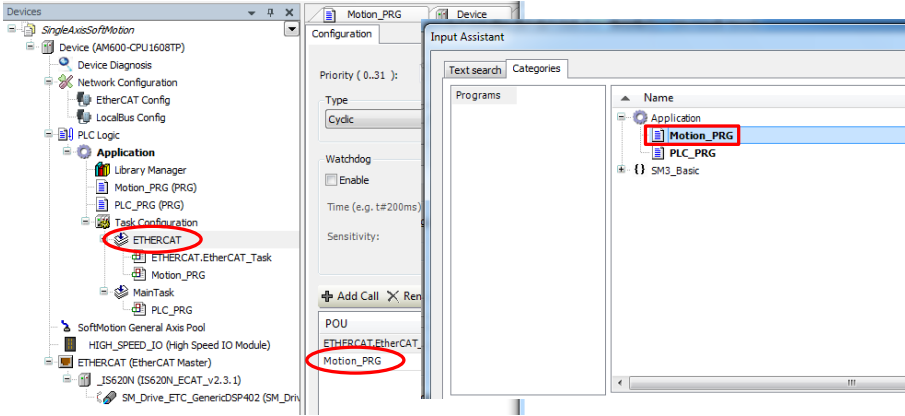 Devices
SingleAxisSoftMotion
Device (AM600-CPU1608TP)
Device Diagnosis
Network Configuration
EtherCAT Config
LocalBus Config
PLC Logic
Application
Library Manager
Motion_PRG (PRG)
PLC_PRG (PRG)
Task Configuration
ETHERCAT
ETHERCAT.EtherCAT_Task
Motion_PRG
MainTask
PLC_PRG
SoftMotion General Axis Pool
HIGH_SPEED_IO (High Speed IO Module)
ETHERCAT (EtherCAT Master)
_IS620N (IS620N_ECAT_v2.3.1)
SM_Drive_ETC_GenericDSP402 (SM_Driv
Motion_PRG Device
Configuration
Priority ( 0..31 ):
Type
Cyclic
Watchdog
Enable
Time (e.g. t#200ms)
Sensitivity:
Add Call Ren
POU
ETHERCAT.EtherCAT_
Motion_PRG
Input Assistant
Text search Categories
Programs
Name
Application
Motion_PRG
PLC_PRG
SM3_Basic